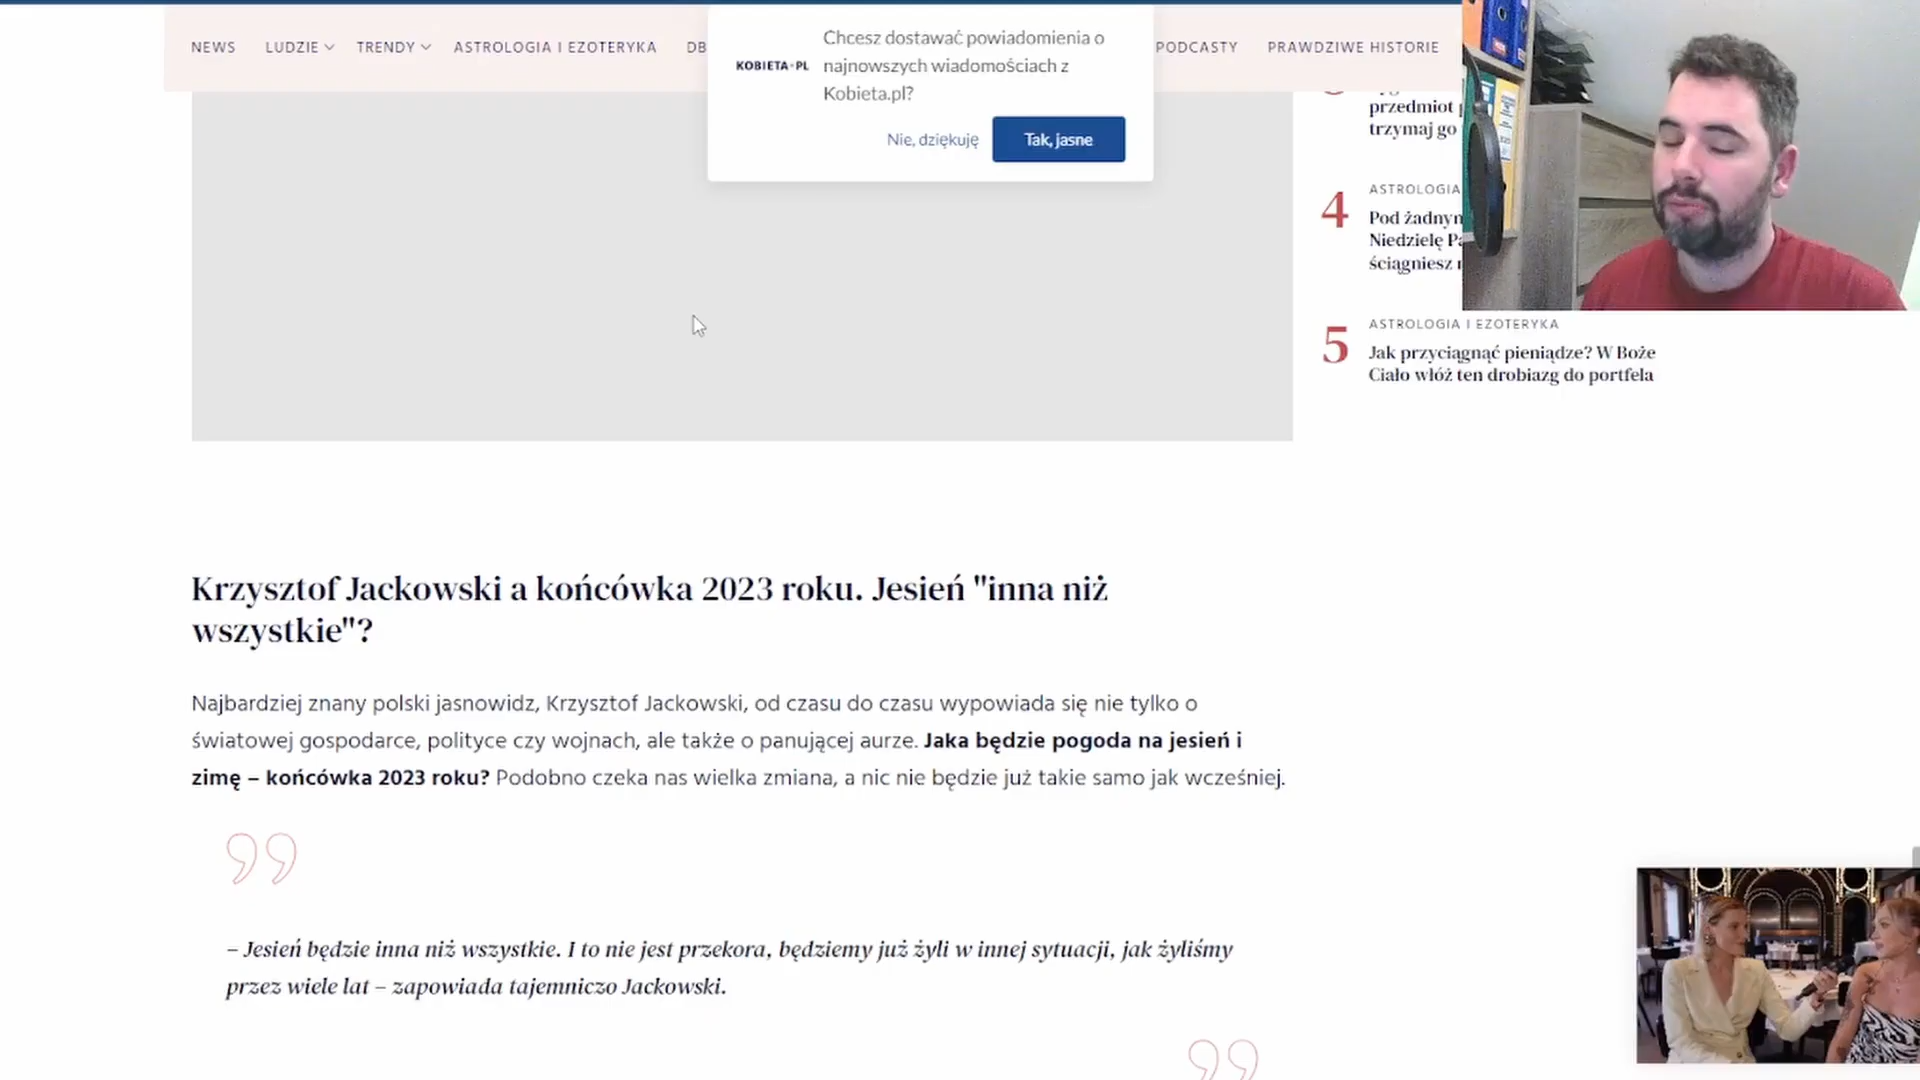 NEWS
LUDZIE
TRENDY
ASTROLOGIA I EZOTERYKA
DB
PODCASTY
PRAWDZIWE HISTORIE
KOBIETA·PL
Chcesz dostawać powiadomienia o
najnowszych wiadomościach z
Kobieta.pl?
Nie, dziękuję
Tak, jasne
przedmiot
trzymaj go
4
ASTROLOGIA
Pod żadnym
Niedzielę
ściągniesz
5
ASTROLOGIA I EZOTERYKA
Jak przyciągnąć pieniądze? W Boże
Ciało włóż ten drobiazg do portfela
Krzysztof Jackowski a końcówka 2023 roku. Jesień "inna niż
wszystkie"?
Najbardziej znany polski jasnowidz, Krzysztof Jackowski, od czasu do czasu wypowiada się nie tylko o
światowej gospodarce, polityce czy wojnach, ale także o panującej aurze. Jaka będzie pogoda na jesień i
zimę – końcówka 2023 roku? Podobno czeka nas wielka zmiana, a nic nie będzie już takie samo jak wcześniej.
– Jesień będzie inna niż wszystkie. I to nie jest przekora, będziemy już żyli w innej sytuacji, jak żyliśmy
przez wiele lat – zapowiada tajemniczo Jackowski.